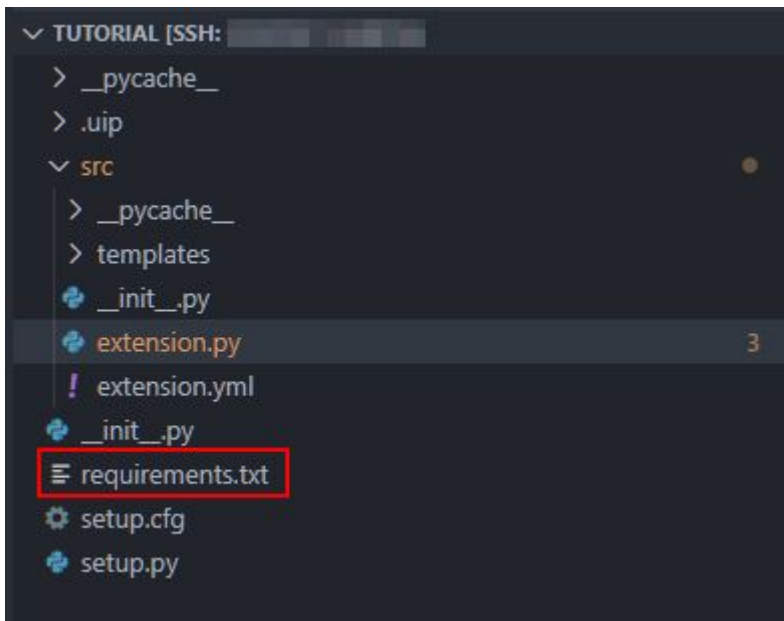 TUTORIAL [SSH:
__pycache__
.uip
src
__pycache__
templates
__init__.py
extension.py 3
! extension.yml
__init__.py
requirements.txt
setup.cfg
setup.py